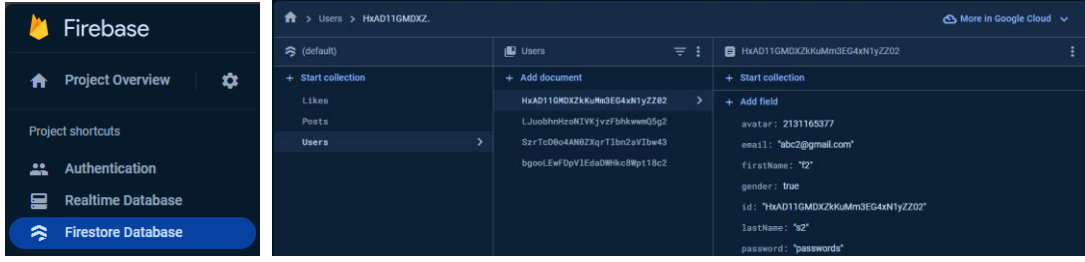 Firebase
Project Overview
Project shortcuts
Authentication
Realtime Database
Firestore Database
Users > HxAD11GMDXZ.
More in Google Cloud
(default)
+ Start collection
Likes
Posts
Users
Users
+ Add document
HxAD11GMDXZkKuMm3EG4xN1yZZ02
LJuobhnHzoNIVKjvzFbhkwwmQ5g2
SzrTcD0o4AN0ZXqrTlbn2aVIbw43
bgooLEwFDpVlEdaDWHkc8Wpt18c2
HxAD11GMDXZkKuMm3EG4xN1yZZ02
+ Start collection
+ Add field
avatar: 2131165377
email: "abc2@gmail.com"
firstName: "f2"
gender: true
id: "HxAD11GMDXZkKuMm3EG4xN1yZZ02"
lastName: "s2"
password: "passwords"